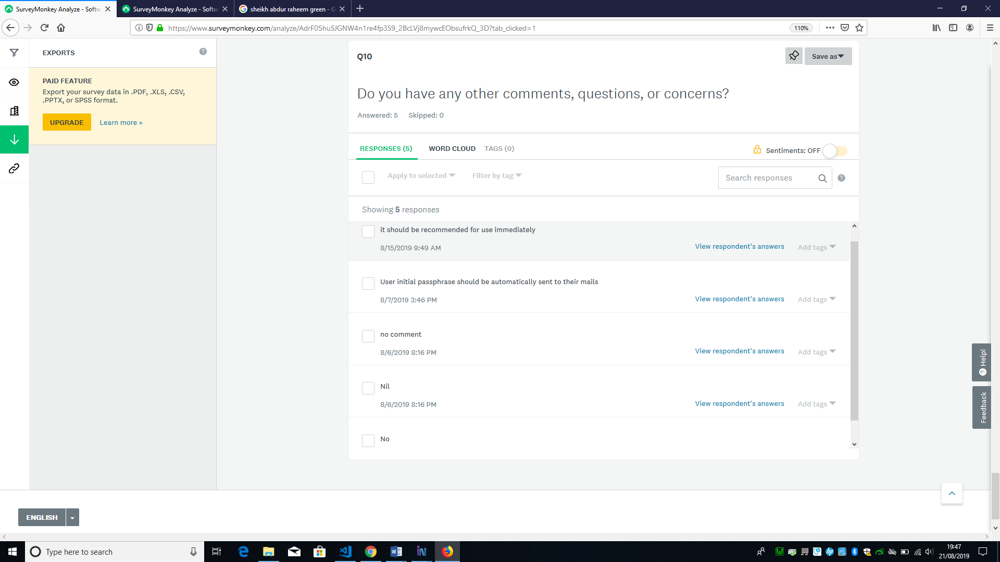 SurveyMonkey Analyze - Softw
SurveyMonkey Analyze - Softw
sheikh abdur raheem green - G
https://www.surveymonkey.com/analyze/AdrF05huSJGNW4n1re4fp3S9_2BcLVj8mywcEObsufrkQ_3D?tab_clicked=1
110%
EXPORTS
PAID FEATURE
Export your survey data in .PDF, .XLS, .CSV,
.PPTX, or SPSS format.
UPGRADE
Learn more »
Q10
Save as
Do you have any other comments, questions, or concerns?
Answered: 5 Skipped: 0
RESPONSES (5) WORD CLOUD TAGS (0)
Sentiments: OFF
Apply to selected Filter by tag
Search responses
Showing 5 responses
it should be recommended for use immediately
8/15/2019 9:49 AM
View respondent's answers Add tags
User initial passphrase should be automatically sent to their mails
8/7/2019 3:46 PM
View respondent's answers Add tags
no comment
8/6/2019 8:16 PM
View respondent's answers Add tags
Nil
8/6/2019 8:16 PM
View respondent's answers Add tags
No
Help!
Feedback
ENGLISH
Type here to search
19:47
21/08/2019